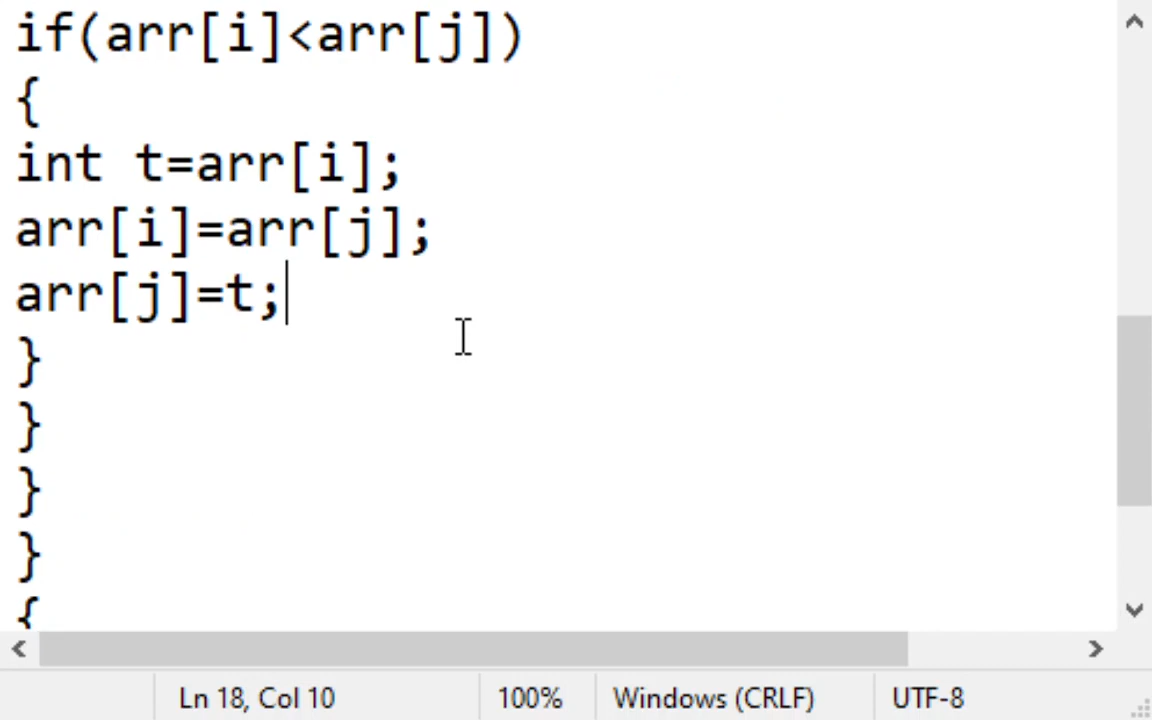 if(arr[i]<arr[j])
{
int t=arr[i];
arr[i]=arr[j];
arr[j]=t;
}
}
}
}
{
Ln 18, Col 10 100% Windows (CRLF) UTF-8